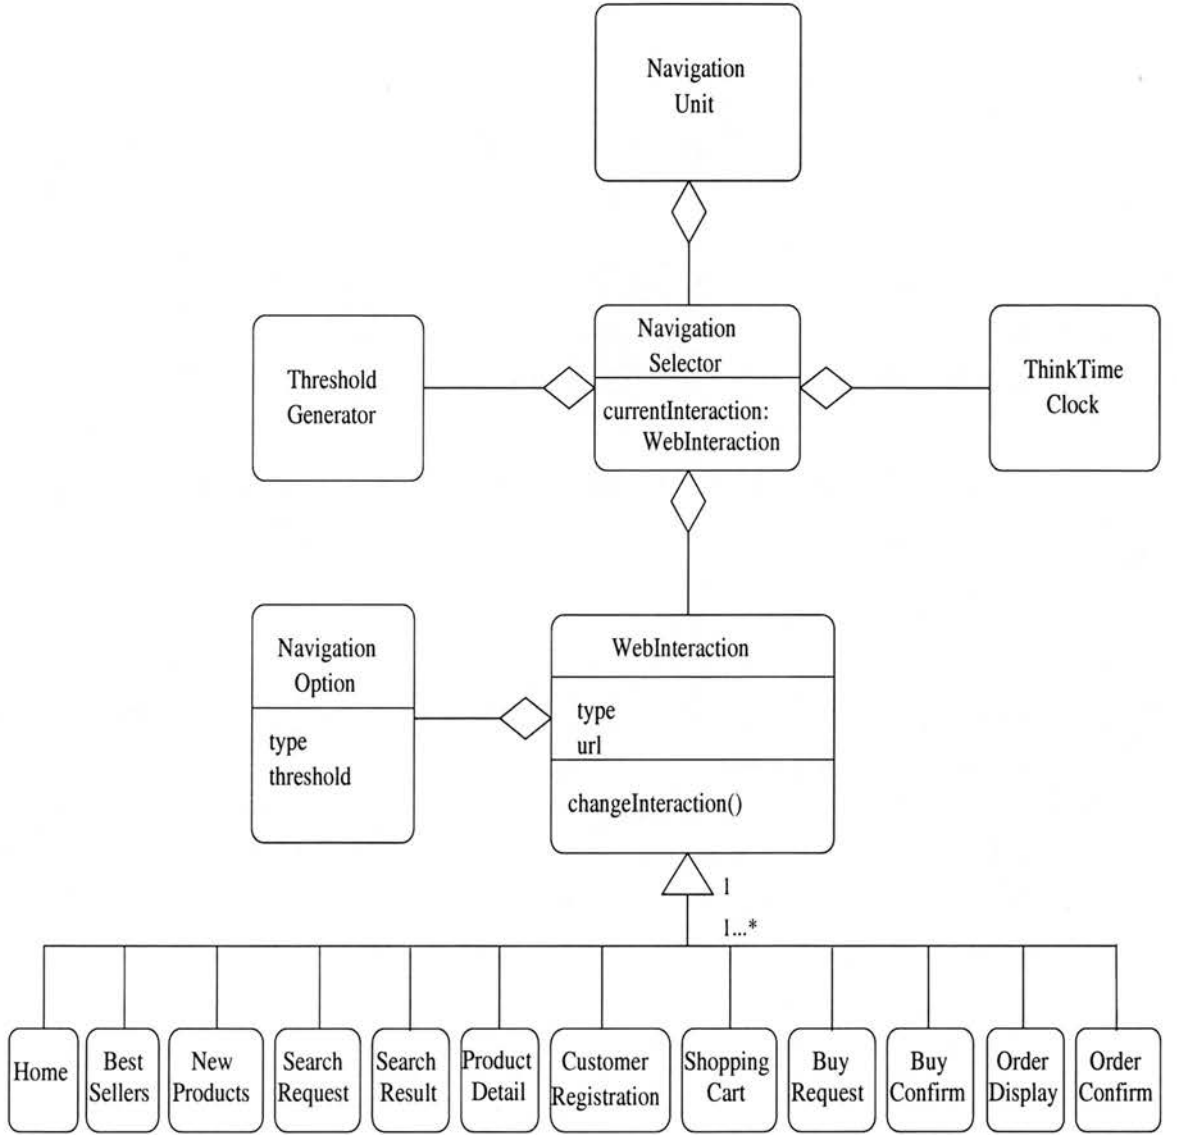 Navigation
Unit
Threshold
Generator
Navigation
Selector
currentInteraction:
WebInteraction
ThinkTime
Clock
Navigation
Option
type
threshold
WebInteraction
type
url
changeInteraction()
1
1...*
Home
Best
Sellers
New
Products
Search
Request
Search
Result
Product
Detail
Customer
Registration
Shopping
Cart
Buy
Request
Buy
Confirm
Order
Display
Order
Confirm